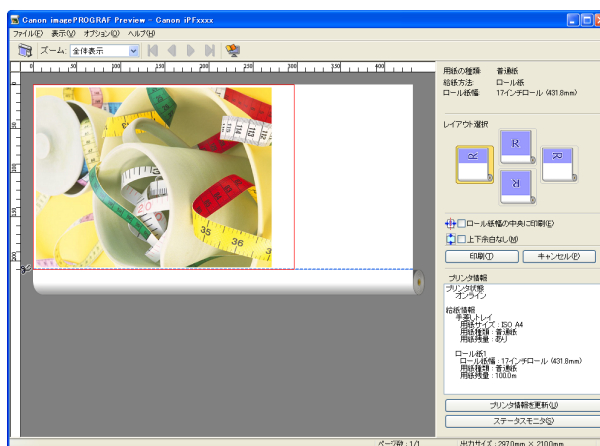 Canon imagePROGRAF Preview - Canon iPFxxxx
ファイル(F) 表示(V) オプション(O) ヘルプ(H)
ズーム: 全体表示
0 50 100 150 200 250 300 350 400
用紙の種類: 普通紙
給紙方法: ロール紙
ロール紙幅: 17インチロール (431.8mm)
レイアウト選択
ロール紙幅の中央に印刷(E)
上下余白なし(M)
印刷(T) キャンセル(P)
プリンタ情報
プリンタ状態
オンライン
給紙情報
手差しトレイ
用紙サイズ : ISO A4
用紙種類 : 普通紙
用紙残量 : あり
ロール紙1
ロール紙幅 : 17インチロール (431.8mm)
用紙種類 : 普通紙
用紙残量 : 100.0m
プリンタ情報を更新(U)
ステータスモニタ(S)
ページ数 : 1/1 出力サイズ : 297.0mm × 210.0mm